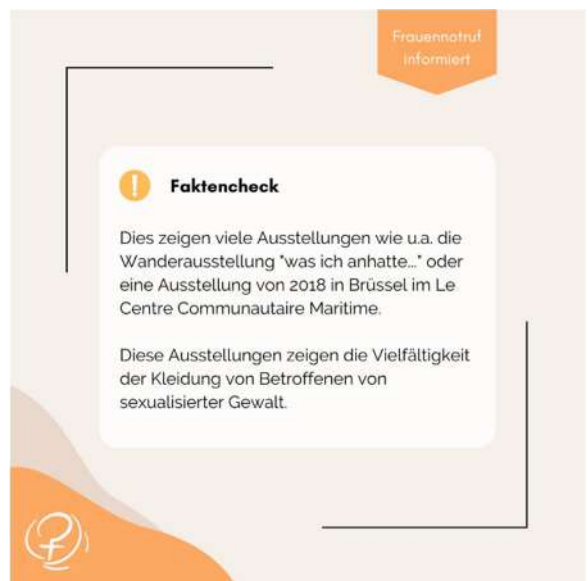 Frauennotruf
informiert
Faktencheck
Dies zeigen viele Ausstellungen wie u.a. die
Wanderausstellung "was ich anhatte..." oder
eine Ausstellung von 2018 in Brüssel im Le
Centre Communautaire Maritime.
Diese Ausstellungen zeigen die Vielfältigkeit
der Kleidung von Betroffenen von
sexualisierter Gewalt.